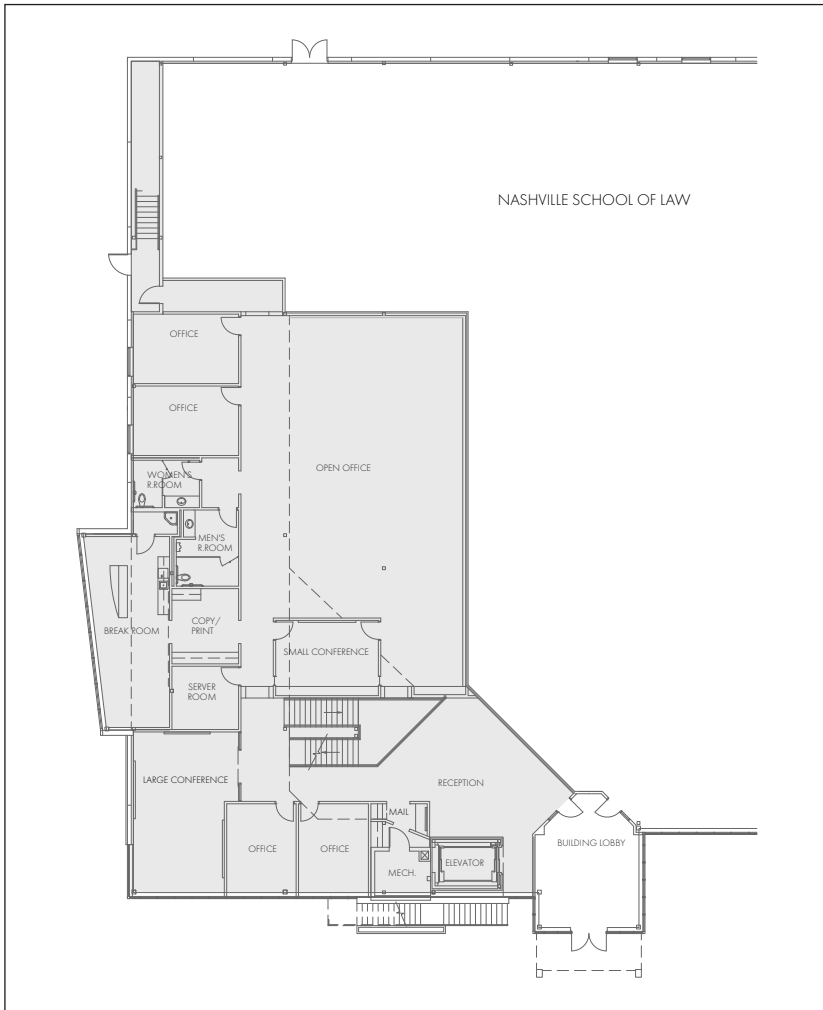 NASHVILLE SCHOOL OF LAW
OFFICE
OFFICE
OPEN OFFICE
WOMEN'S
R.ROOM
MEN'S
R.ROOM
COPY/
PRINT
BREAK ROOM
SMALL CONFERENCE
SERVER
ROOM
LARGE CONFERENCE
RECEPTION
MAIL
OFFICE
OFFICE
MECH.
ELEVATOR
BUILDING LOBBY